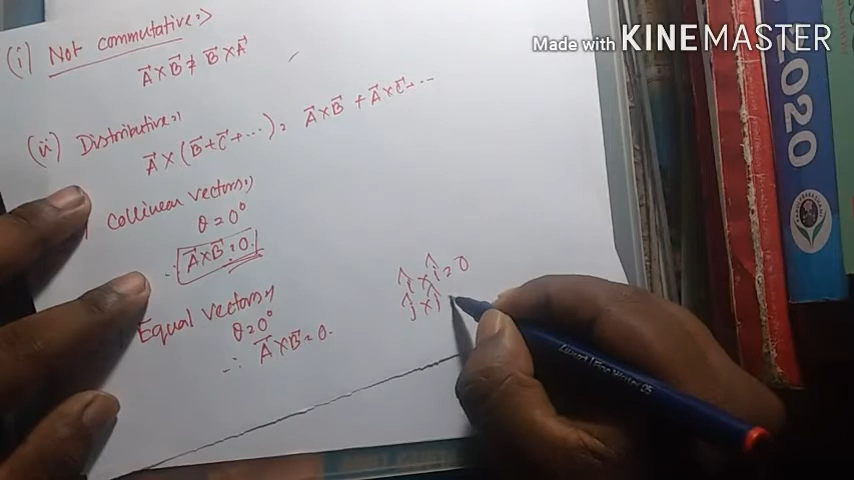 Made with KINEMASTER
(i) Not commutative :->
A⃗ × B⃗ ≠ B⃗ × A⃗
(ii) Distributive :-
A⃗ × (B⃗ + C⃗ + ...) = A⃗ × B⃗ + A⃗ × C⃗ + ...
Collinear vectors :-
θ = 0°
∴ A⃗ × B⃗ = 0.
Equal vectors :-
θ = 0°
∴ A⃗ × B⃗ = 0.
î × î = 0
ĵ × ĵ
2020